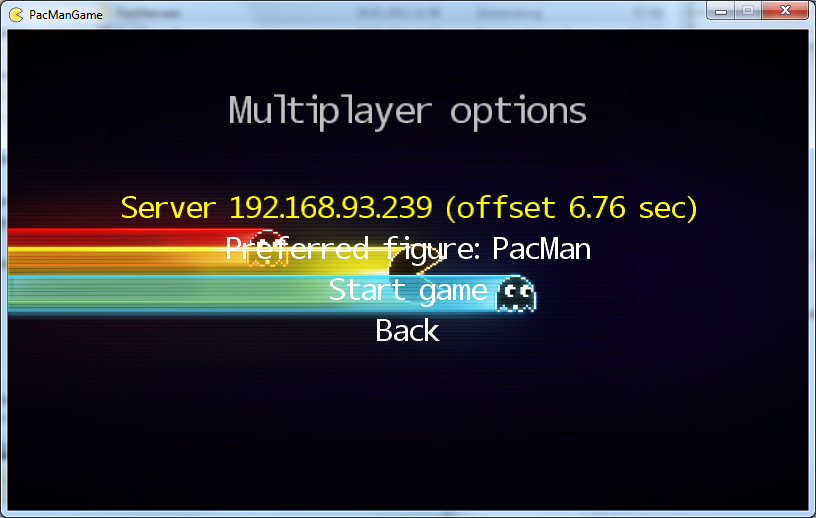 PacManGame
Multiplayer options
Server 192.168.93.239 (offset 6.76 sec)
Preferred figure: PacMan
Start game
Back